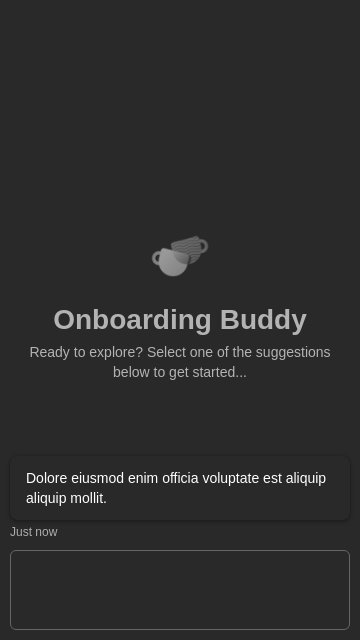 Onboarding Buddy
Ready to explore? Select one of the suggestions
below to get started...
Dolore eiusmod enim officia voluptate est aliquip
aliquip mollit.
Just now